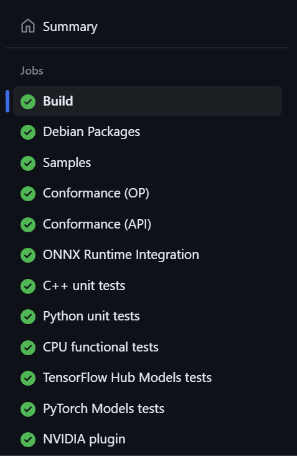 Summary
Jobs
Build
Debian Packages
Samples
Conformance (OP)
Conformance (API)
ONNX Runtime Integration
C++ unit tests
Python unit tests
CPU functional tests
TensorFlow Hub Models tests
PyTorch Models tests
NVIDIA plugin